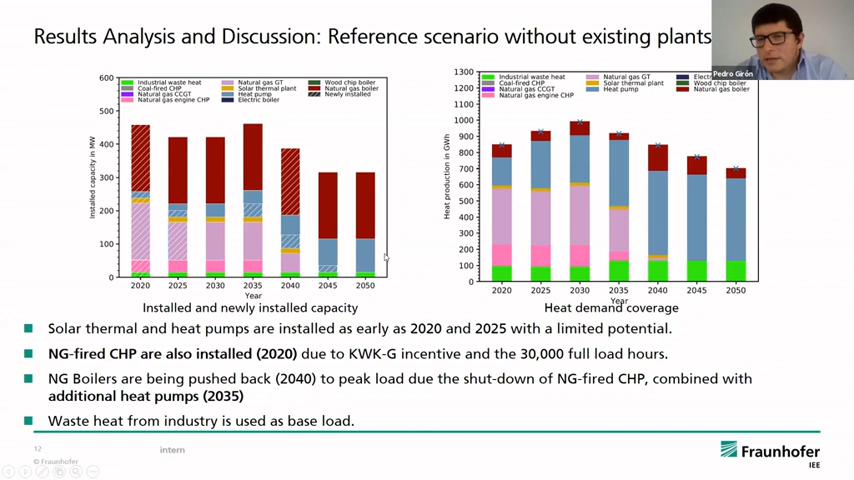 Results Analysis and Discussion: Reference scenario without existing plants
Pedro Girón
600
500
400
300
200
100
0
Installed capacity in MW
Industrial waste heat
Coal-fired CHP
Natural gas CCGT
Natural gas engine CHP
Natural gas GT
Solar thermal plant
Heat pump
Electric boiler
Wood chip boiler
Natural gas boiler
Newly installed
2020 2025 2030 2035 2040 2045 2050
Year
Installed and newly installed capacity
1300
1200
1100
1000
900
800
700
600
500
400
300
200
100
0
Heat production in GWh
Industrial waste heat
Coal-fired CHP
Natural gas CCGT
Natural gas engine CHP
Natural gas GT
Solar thermal plant
Heat pump
Electri
Wood chip boiler
Natural gas boiler
2020 2025 2030 2035 2040 2045 2050
Year
Heat demand coverage
Solar thermal and heat pumps are installed as early as 2020 and 2025 with a limited potential.
NG-fired CHP are also installed (2020) due to KWK-G incentive and the 30,000 full load hours.
NG Boilers are being pushed back (2040) to peak load due the shut-down of NG-fired CHP, combined with
additional heat pumps (2035)
Waste heat from industry is used as base load.
12
intern
© Fraunhofer
Fraunhofer
IEE